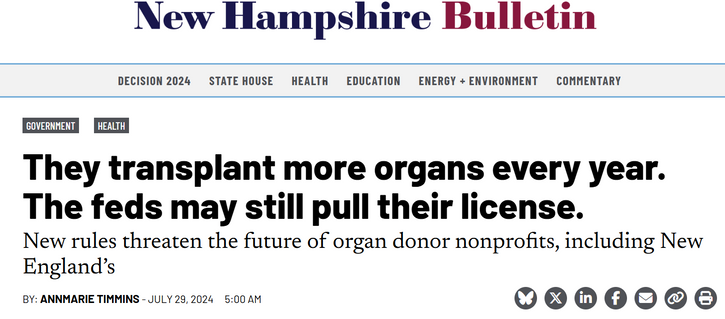 New Hampshire Bulletin
DECISION 2024 STATE HOUSE HEALTH EDUCATION ENERGY + ENVIRONMENT COMMENTARY
GOVERNMENT HEALTH
They transplant more organs every year.
The feds may still pull their license.
New rules threaten the future of organ donor nonprofits, including New
England’s
BY: ANNMARIE TIMMINS - JULY 29, 2024 5:00 AM